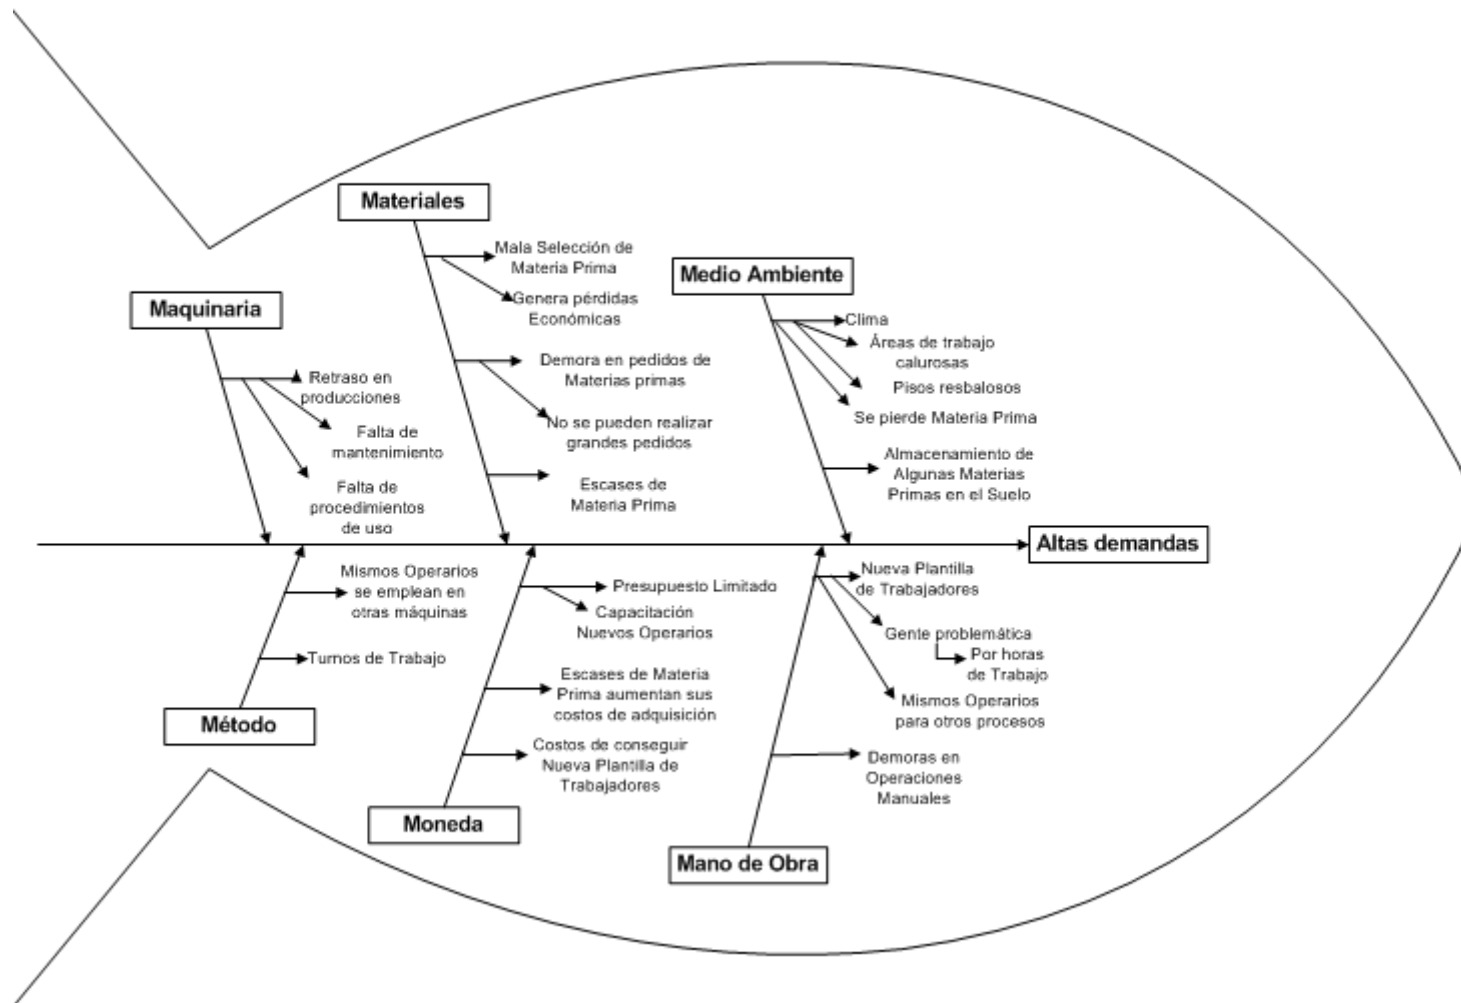 Materiales
Mala Selección de
Materia Prima
Genera pérdidas
Económicas
Demora en pedidos de
Materias primas
No se pueden realizar
grandes pedidos
Escases de
Materia Prima
Medio Ambiente
Clima
Áreas de trabajo
calurosas
Pisos resbalosos
Se pierde Materia Prima
Almacenamiento de
Algunas Materias
Primas en el Suelo
Maquinaria
Retraso en
producciones
Falta de
mantenimiento
Falta de
procedimientos
de uso
Altas demandas
Mismos Operarios
se emplean en
otras máquinas
Turnos de Trabajo
Método
Presupuesto Limitado
Capacitación
Nuevos Operarios
Escases de Materia
Prima aumentan sus
costos de adquisición
Costos de conseguir
Nueva Plantilla de
Trabajadores
Moneda
Nueva Plantilla
de Trabajadores
Gente problemática
Por horas
de Trabajo
Mismos Operarios
para otros procesos
Demoras en
Operaciones
Manuales
Mano de Obra